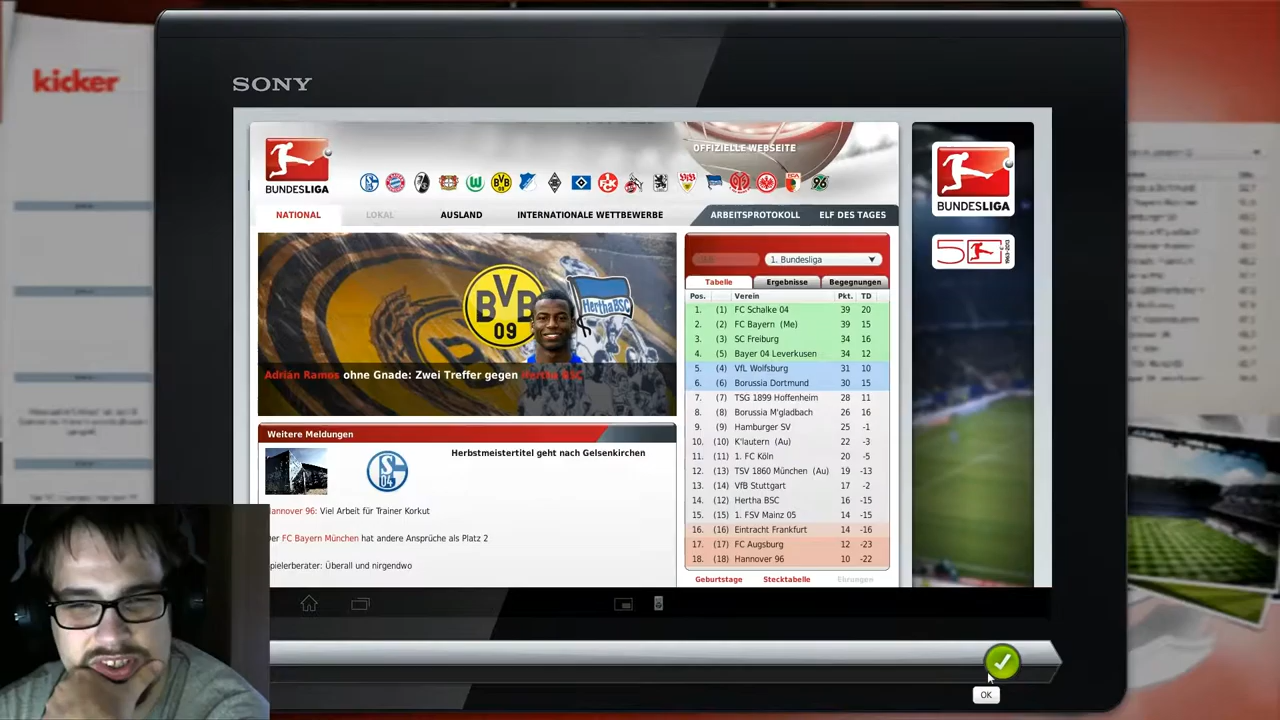 kicker
SONY
OFFIZIELLE WEBSEITE
BUNDESLIGA
BUNDESLIGA
NATIONAL LOKAL AUSLAND INTERNATIONALE WETTBEWERBE ARBEITSPROTOKOLL ELF DES TAGES
1. Bundesliga
Tabelle Ergebnisse Begegnungen
Pos. Verein Pkt. TD
1. (1) FC Schalke 04 39 20
2. (2) FC Bayern (Me) 39 15
3. (3) SC Freiburg 34 16
4. (5) Bayer 04 Leverkusen 34 12
5. (4) VfL Wolfsburg 31 10
6. (6) Borussia Dortmund 30 15
7. (7) TSG 1899 Hoffenheim 28 11
8. (8) Borussia M'gladbach 26 16
9. (9) Hamburger SV 25 -1
10. (10) K'lautern (Au) 22 -3
11. (11) 1. FC Köln 20 -5
12. (13) TSV 1860 München (Au) 19 -13
13. (14) VfB Stuttgart 17 -2
14. (12) Hertha BSC 16 -15
15. (15) 1. FSV Mainz 05 14 -15
16. (16) Eintracht Frankfurt 14 -16
17. (17) FC Augsburg 12 -23
18. (18) Hannover 96 10 -22
Geburtstage Stecktabelle Ehrungen
BVB 09
Hertha BSC
Adrián Ramos ohne Gnade: Zwei Treffer gegen Hertha BSC
Weitere Meldungen
S04
Herbstmeistertitel geht nach Gelsenkirchen
annover 96: Viel Arbeit für Trainer Korkut
er FC Bayern München hat andere Ansprüche als Platz 2
pielerberater: Überall und nirgendwo
OK